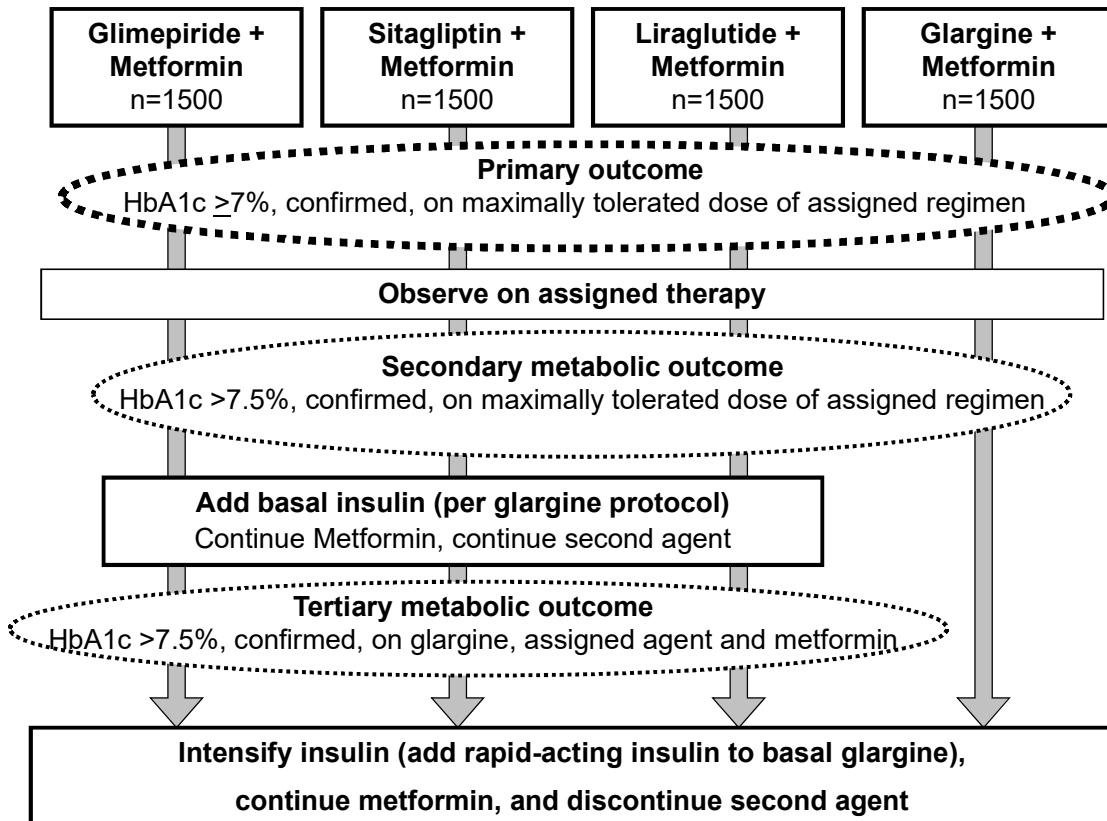 Glimepiride +
Metformin
n=1500
Sitagliptin +
Metformin
n=1500
Liraglutide +
Metformin
n=1500
Glargine +
Metformin
n=1500
Primary outcome
HbA1c >7%, confirmed, on maximally tolerated dose of assigned regimen
Observe on assigned therapy
Secondary metabolic outcome
HbA1c >7.5%, confirmed, on maximally tolerated dose of assigned regimen
Add basal insulin (per glargine protocol)
Continue Metformin, continue second agent
Tertiary metabolic outcome
HbA1c >7.5%, confirmed, on glargine, assigned agent and metformin
Intensify insulin (add rapid-acting insulin to basal glargine),
continue metformin, and discontinue second agent